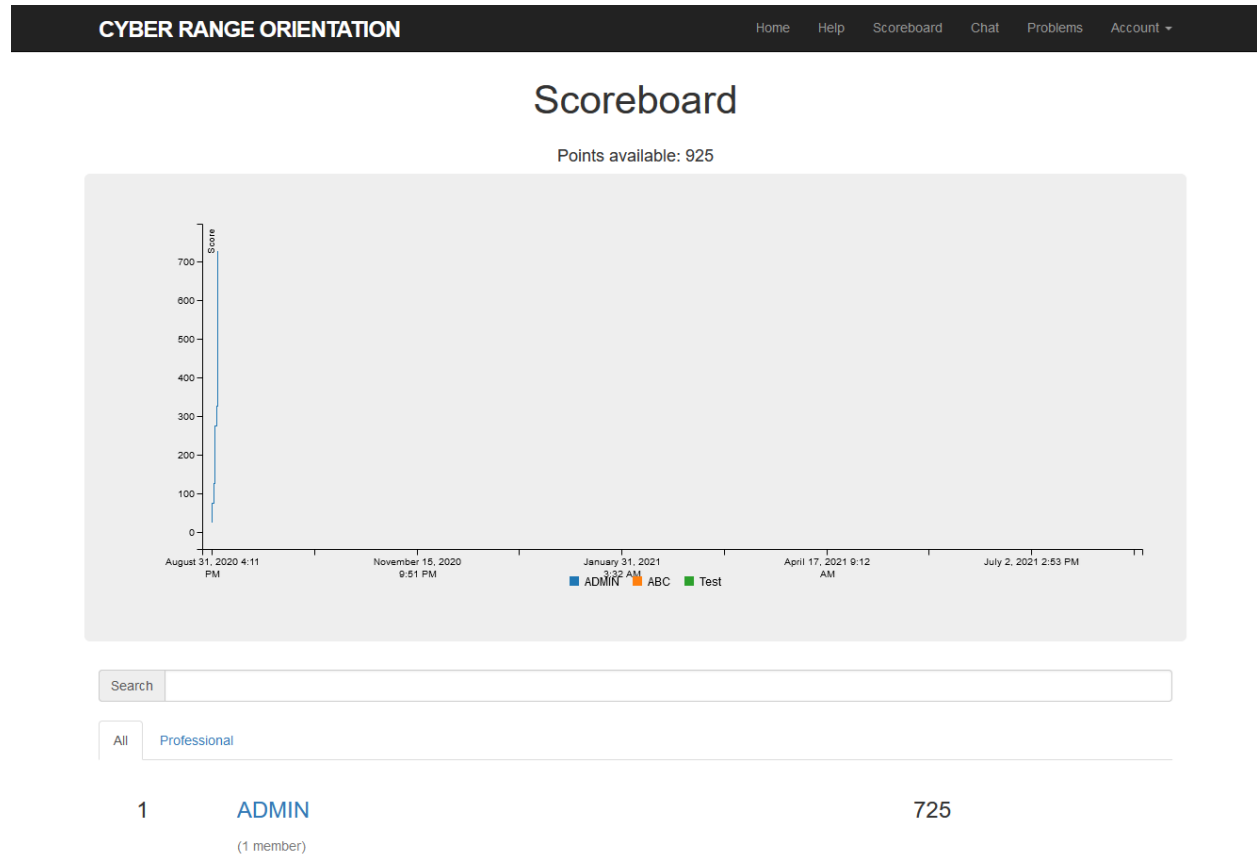 CYBER RANGE ORIENTATION Home Help Scoreboard Chat Problems Account
Scoreboard
Points available: 925
Score
700
600
500
400
300
200
100
0
August 31, 2020 4:11 PM
November 15, 2020 9:51 PM
January 31, 2021 3:32 AM
April 17, 2021 9:12 AM
July 2, 2021 2:53 PM
ADMIN ABC Test
Search
All Professional
1 ADMIN 725
(1 member)